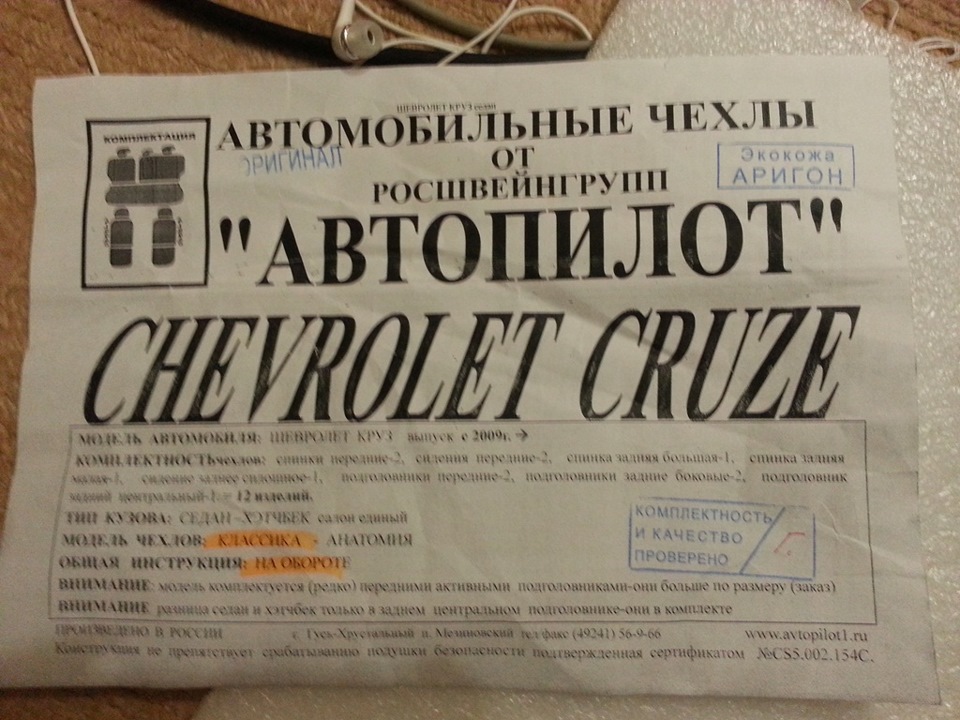 ШЕВРОЛЕТ КРУЗ седан
КОМПЛЕКТАЦИЯ
АВТОМОБИЛЬНЫЕ ЧЕХЛЫ
ОРИГИНАЛ
ОТ
РОСШВЕЙНГРУПП
Экокожа
АРИГОН
"АВТОПИЛОТ"
CHEVROLET CRUZE
МОДЕЛЬ АВТОМОБИЛЯ: ШЕВРОЛЕТ КРУЗ выпуск с 2009г. →
КОМПЛЕКТНОСТЬчехлов: спинки передние-2, сидения передние-2, спинка задняя большая-1, спинка задняя
малая-1, сидение заднее сплошное-1, подголовники передние-2, подголовники задние боковые-2, подголовник
задний центральный-1 = 12 изделий.
ТИП КУЗОВА: СЕДАН -ХЭТЧБЕК салон единый
МОДЕЛЬ ЧЕХЛОВ: КЛАССИКА - АНАТОМИЯ
ОБЩАЯ ИНСТРУКЦИЯ: НА ОБОРОТЕ
КОМПЛЕКТНОСТЬ
И КАЧЕСТВО
ПРОВЕРЕНО
ВНИМАНИЕ: модель комплектуется (редко) передними активными подголовниками-они больше по размеру (заказ)
ВНИМАНИЕ разница седан и хэтчбек только в заднем центральном подголовнике-они в комплекте
ПРОИЗВЕДЕНО В РОССИИ г. Гусь-Хрустальный п. Мезиновский тел/факс (49241) 56-9-66 www.avtopilot1.ru
Конструкция не препятствует срабатыванию подушки безопасности подтвержденная сертификатом №CS5.002.154C.